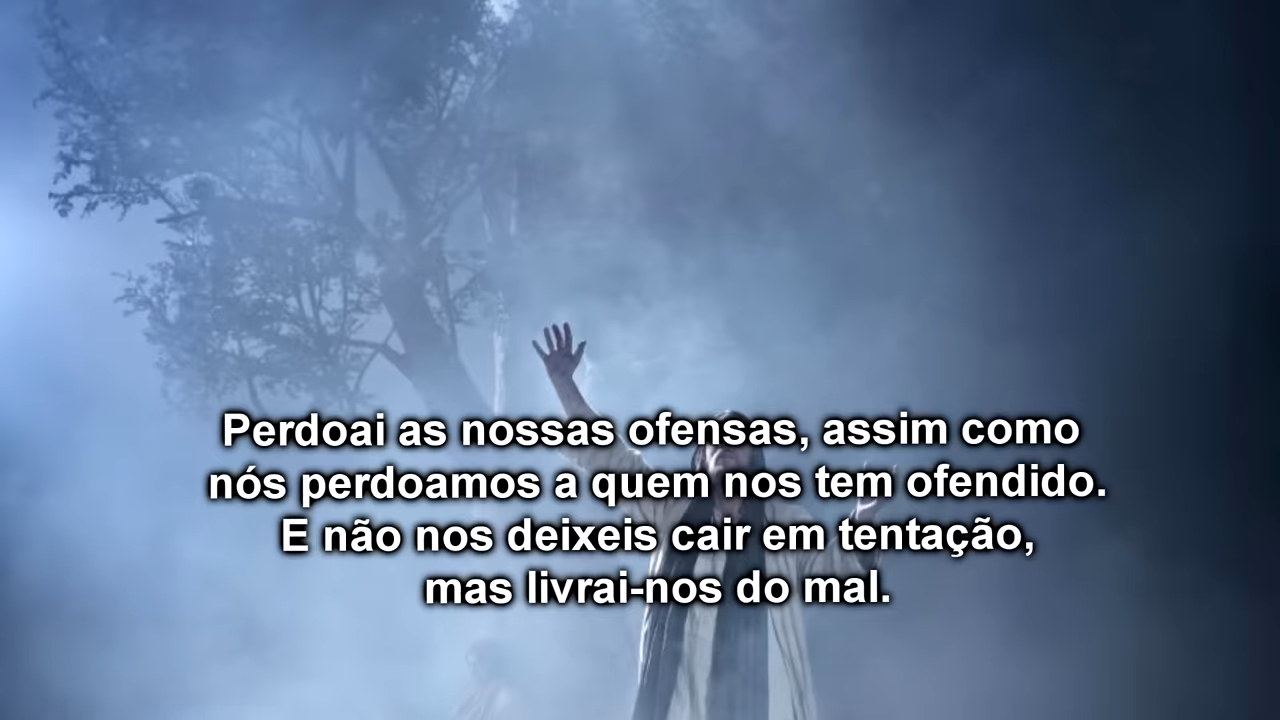 Perdoai as nossas ofensas, assim como
nós perdoamos a quem nos tem ofendido.
E não nos deixeis cair em tentação,
mas livrai-nos do mal.